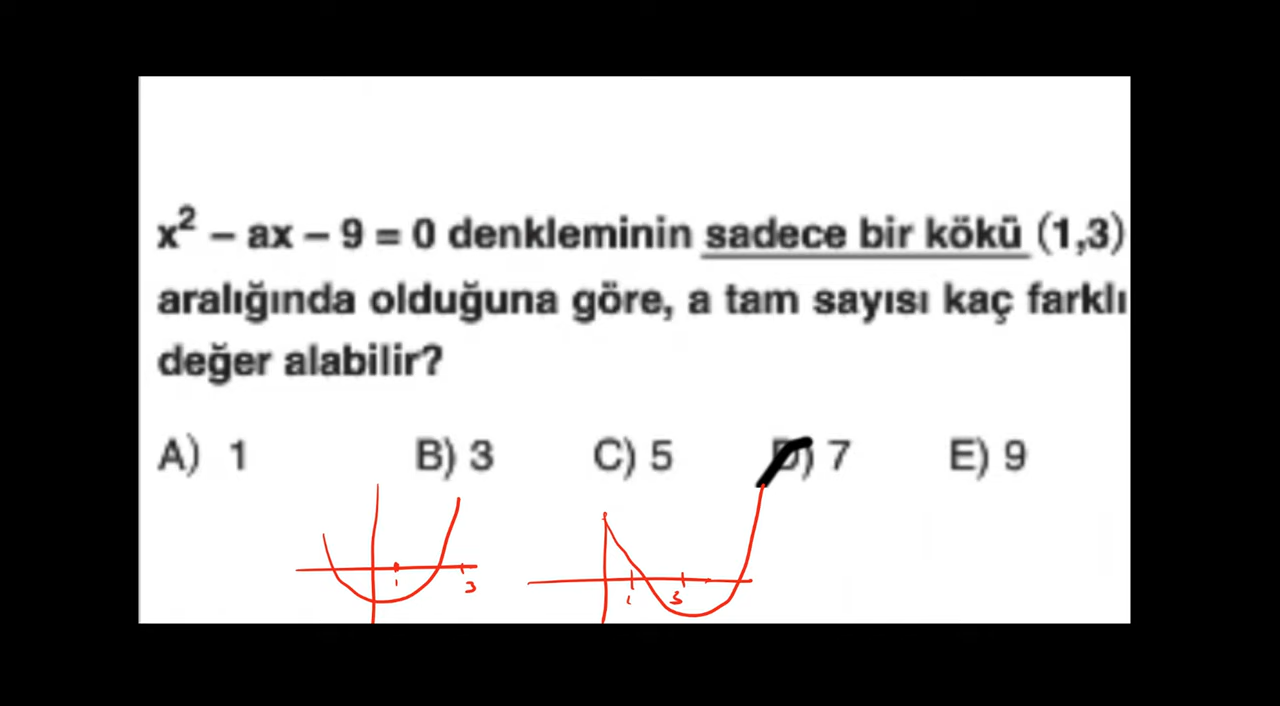 x² – ax – 9 = 0 denkleminin sadece bir kökü (1,3)
aralığında olduğuna göre, a tam sayısı kaç farklı
değer alabilir?
A) 1 B) 3 C) 5 D) 7 E) 9
1 3 1 3